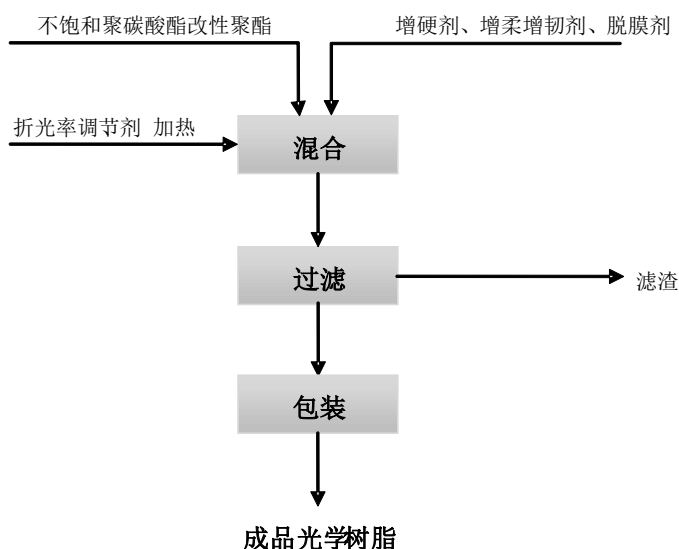 不饱和聚碳酸酯改性聚酯
增硬剂、增柔增韧剂、脱膜剂
折光率调节剂 加热
混合
过滤
滤渣
包装
成品光学树脂